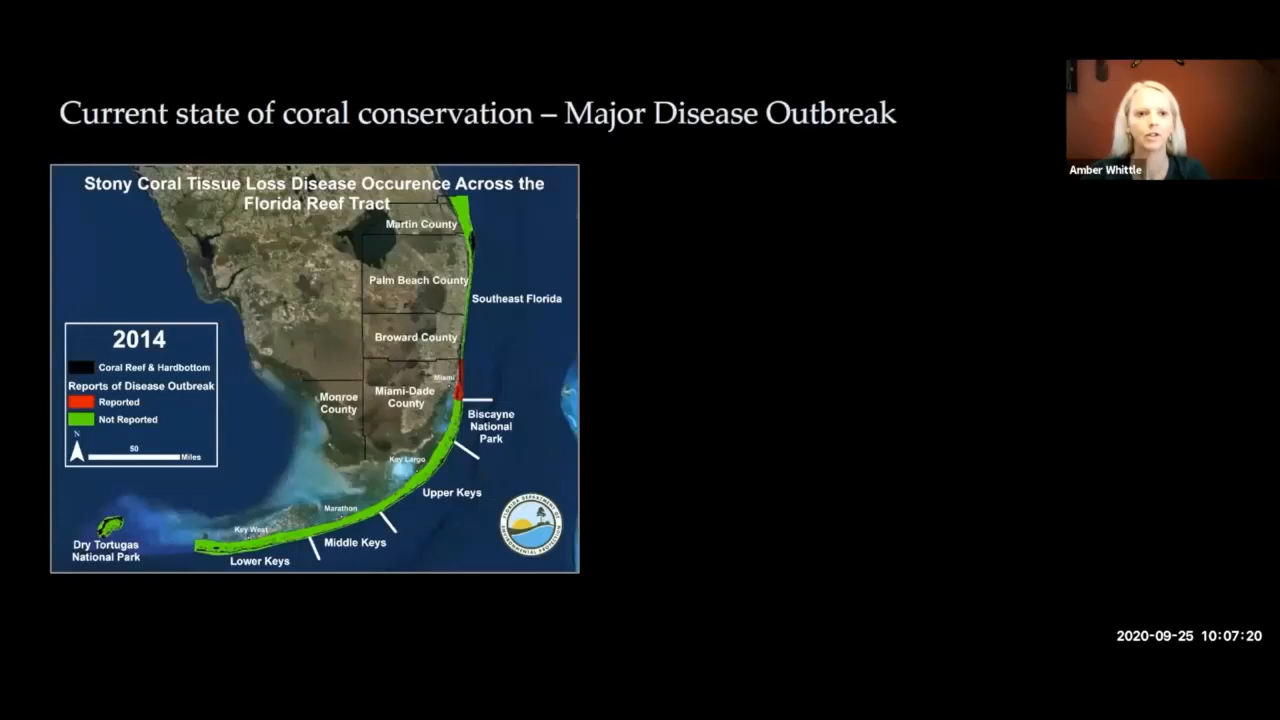 Current state of coral conservation – Major Disease Outbreak
Amber Whittle
Stony Coral Tissue Loss Disease Occurence Across the
Florida Reef Tract
Martin County
Palm Beach County
Southeast Florida
2014
Coral Reef & Hardbottom
Reports of Disease Outbreak
Reported
Not Reported
N
50
Miles
Broward County
Miami
Miami-Dade
County
Monroe
County
Biscayne
National
Park
Key Largo
Upper Keys
Marathon
Key West
Middle Keys
Dry Tortugas
National Park
Lower Keys
2020-09-25 10:07:20